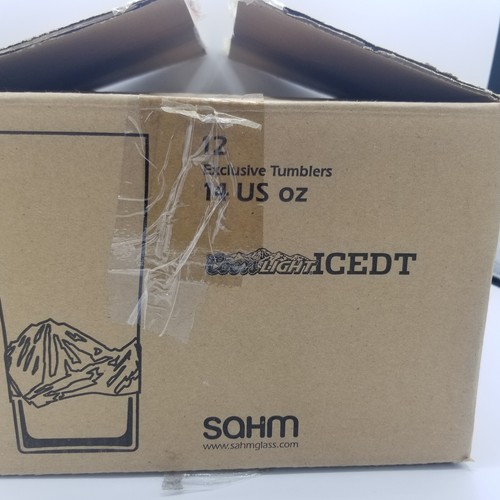 12
Exclusive Tumblers
14 US oz
Coors LIGHT ICEDT
SAHM
www.sahmglass.com